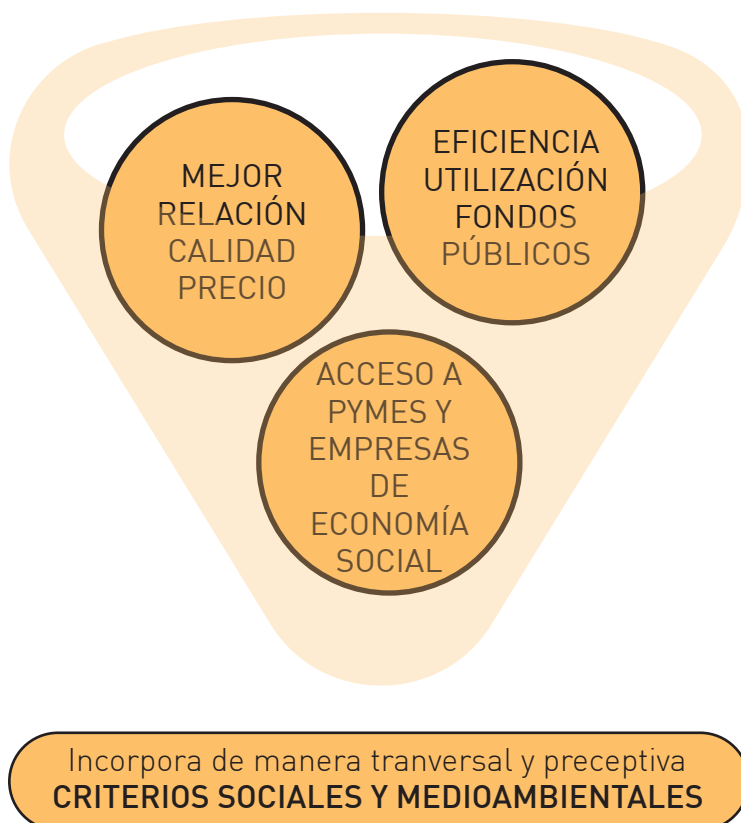 MEJOR
RELACIÓN
CALIDAD
PRECIO
EFICIENCIA
UTILIZACIÓN
FONDOS
PÚBLICOS
ACCESO A
PYMES Y
EMPRESAS
DE
ECONOMÍA
SOCIAL
Incorpora de manera tranversal y preceptiva
CRITERIOS SOCIALES Y MEDIOAMBIENTALES